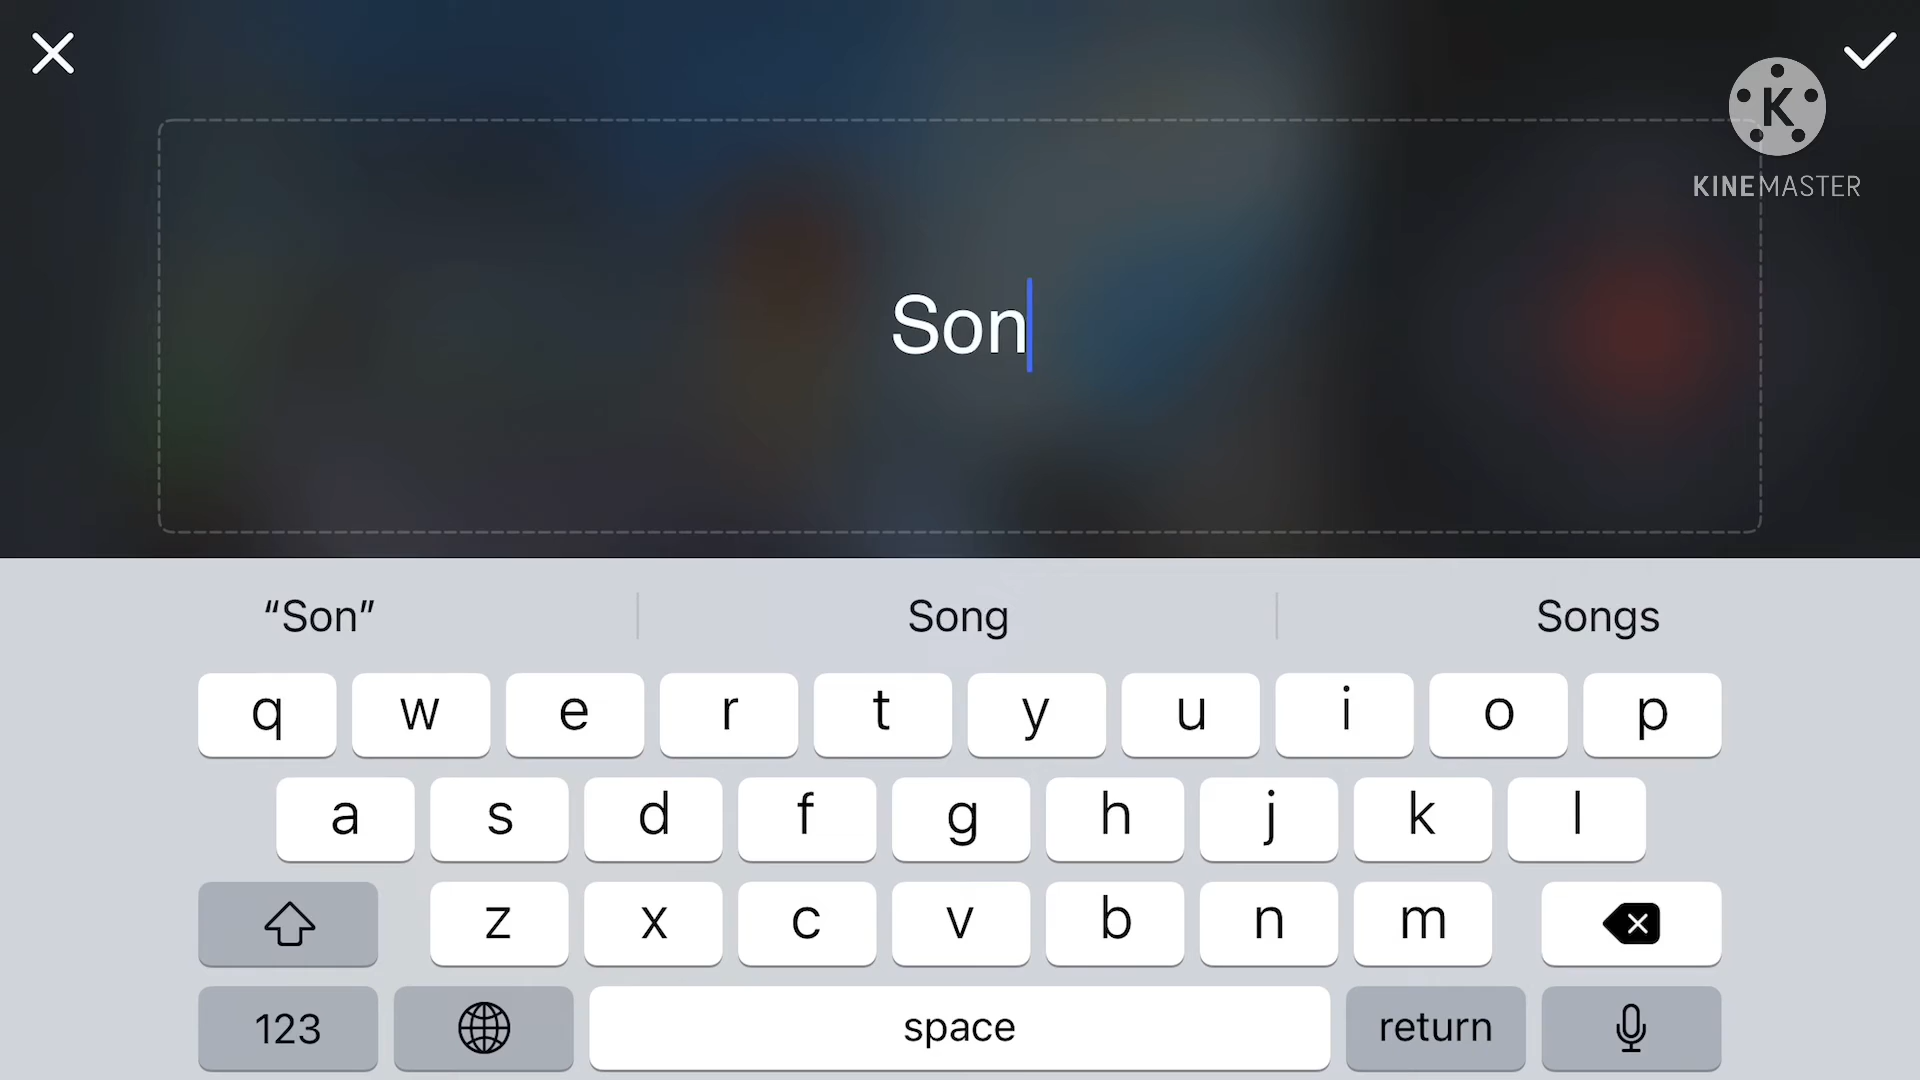 K
KINEMASTER
Son
“Son” Song Songs
q w e r t y u i o p
a s d f g h j k l
z x c v b n m
123 space return